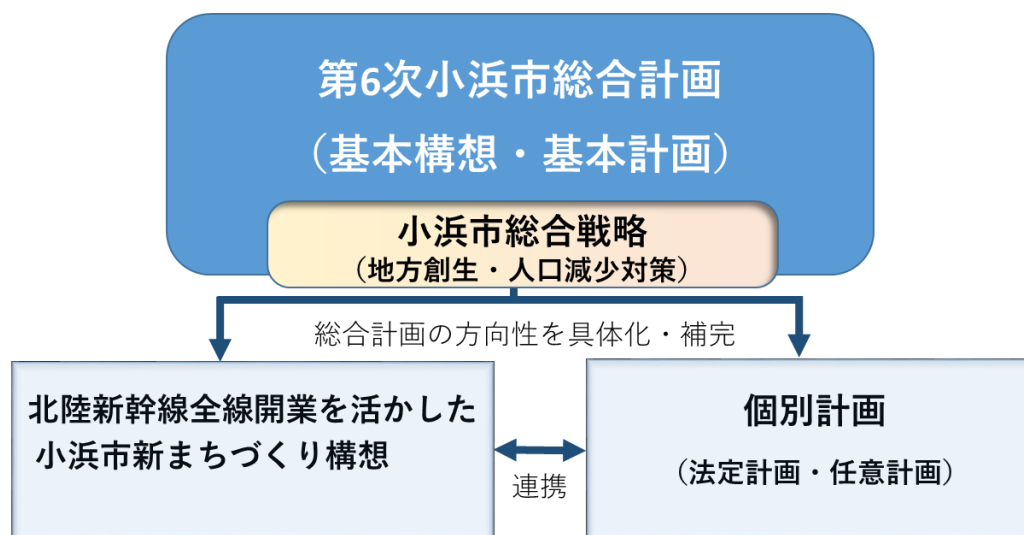 第6次小浜市総合計画
（基本構想・基本計画）
小浜市総合戦略
（地方創生・人口減少対策）
総合計画の方向性を具体化・補完
北陸新幹線全線開業を活かした
小浜市新まちづくり構想
連携
個別計画
（法定計画・任意計画）